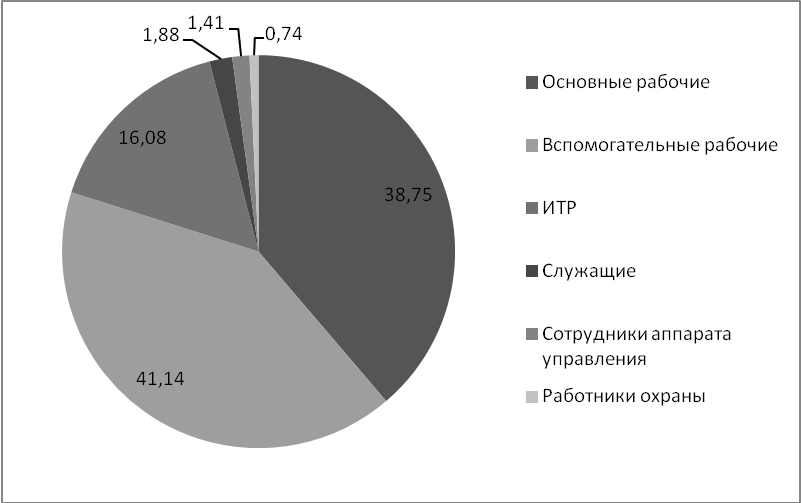 1,41
0,74
1,88
16,08
38,75
41,14
Основные рабочие
Вспомогательные рабочие
ИТР
Служащие
Сотрудники аппарата
управления
Работники охраны